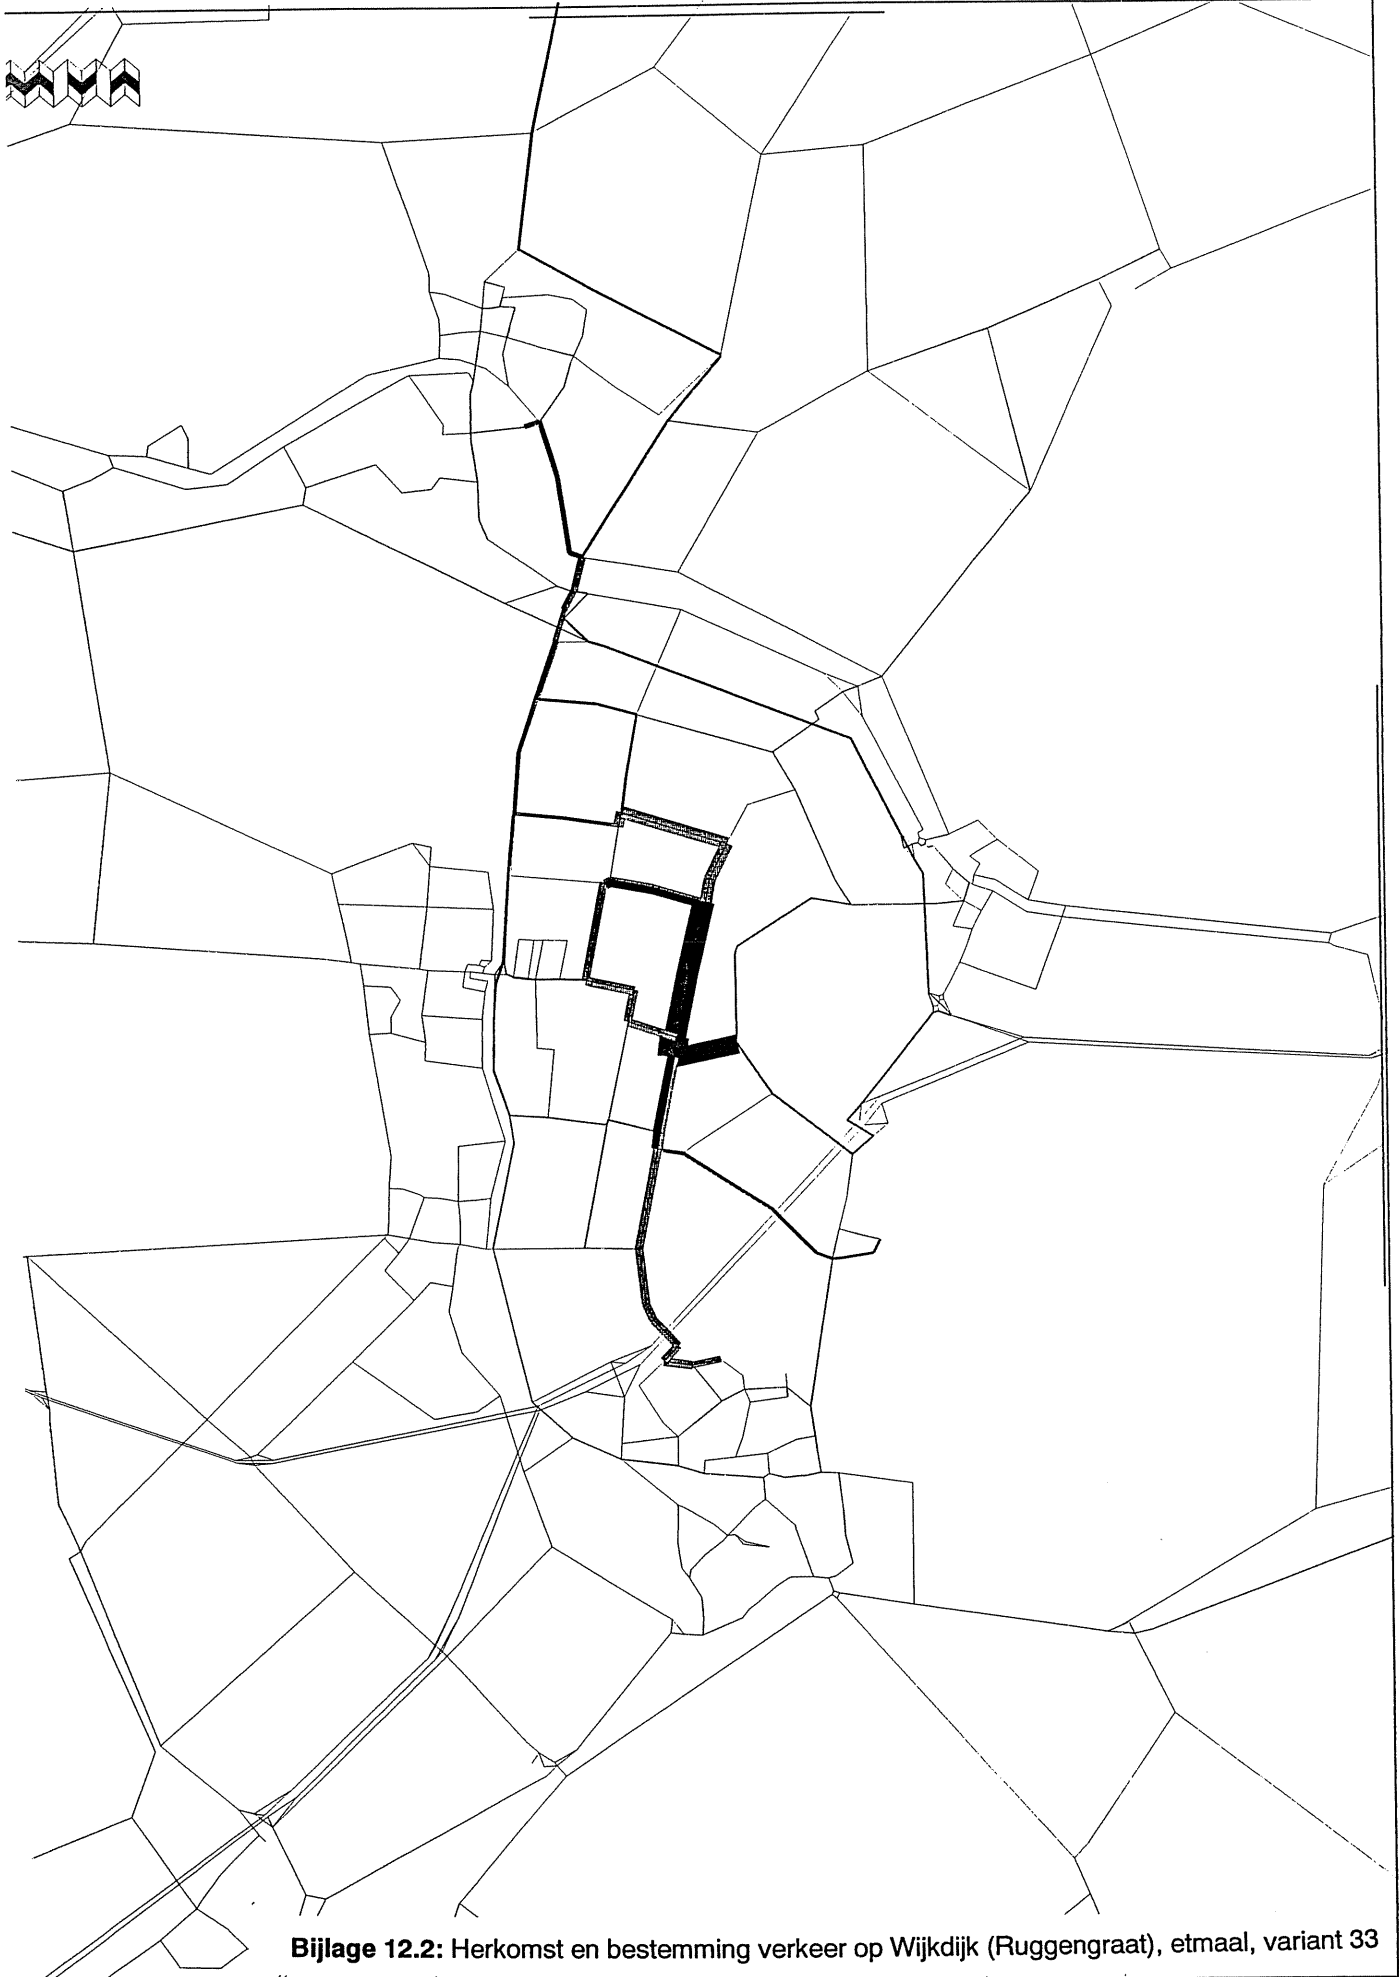 Bijlage 12.2: Herkomst en bestemming verkeer op Wijkdijk (Ruggengraat), etmaal, variant 33